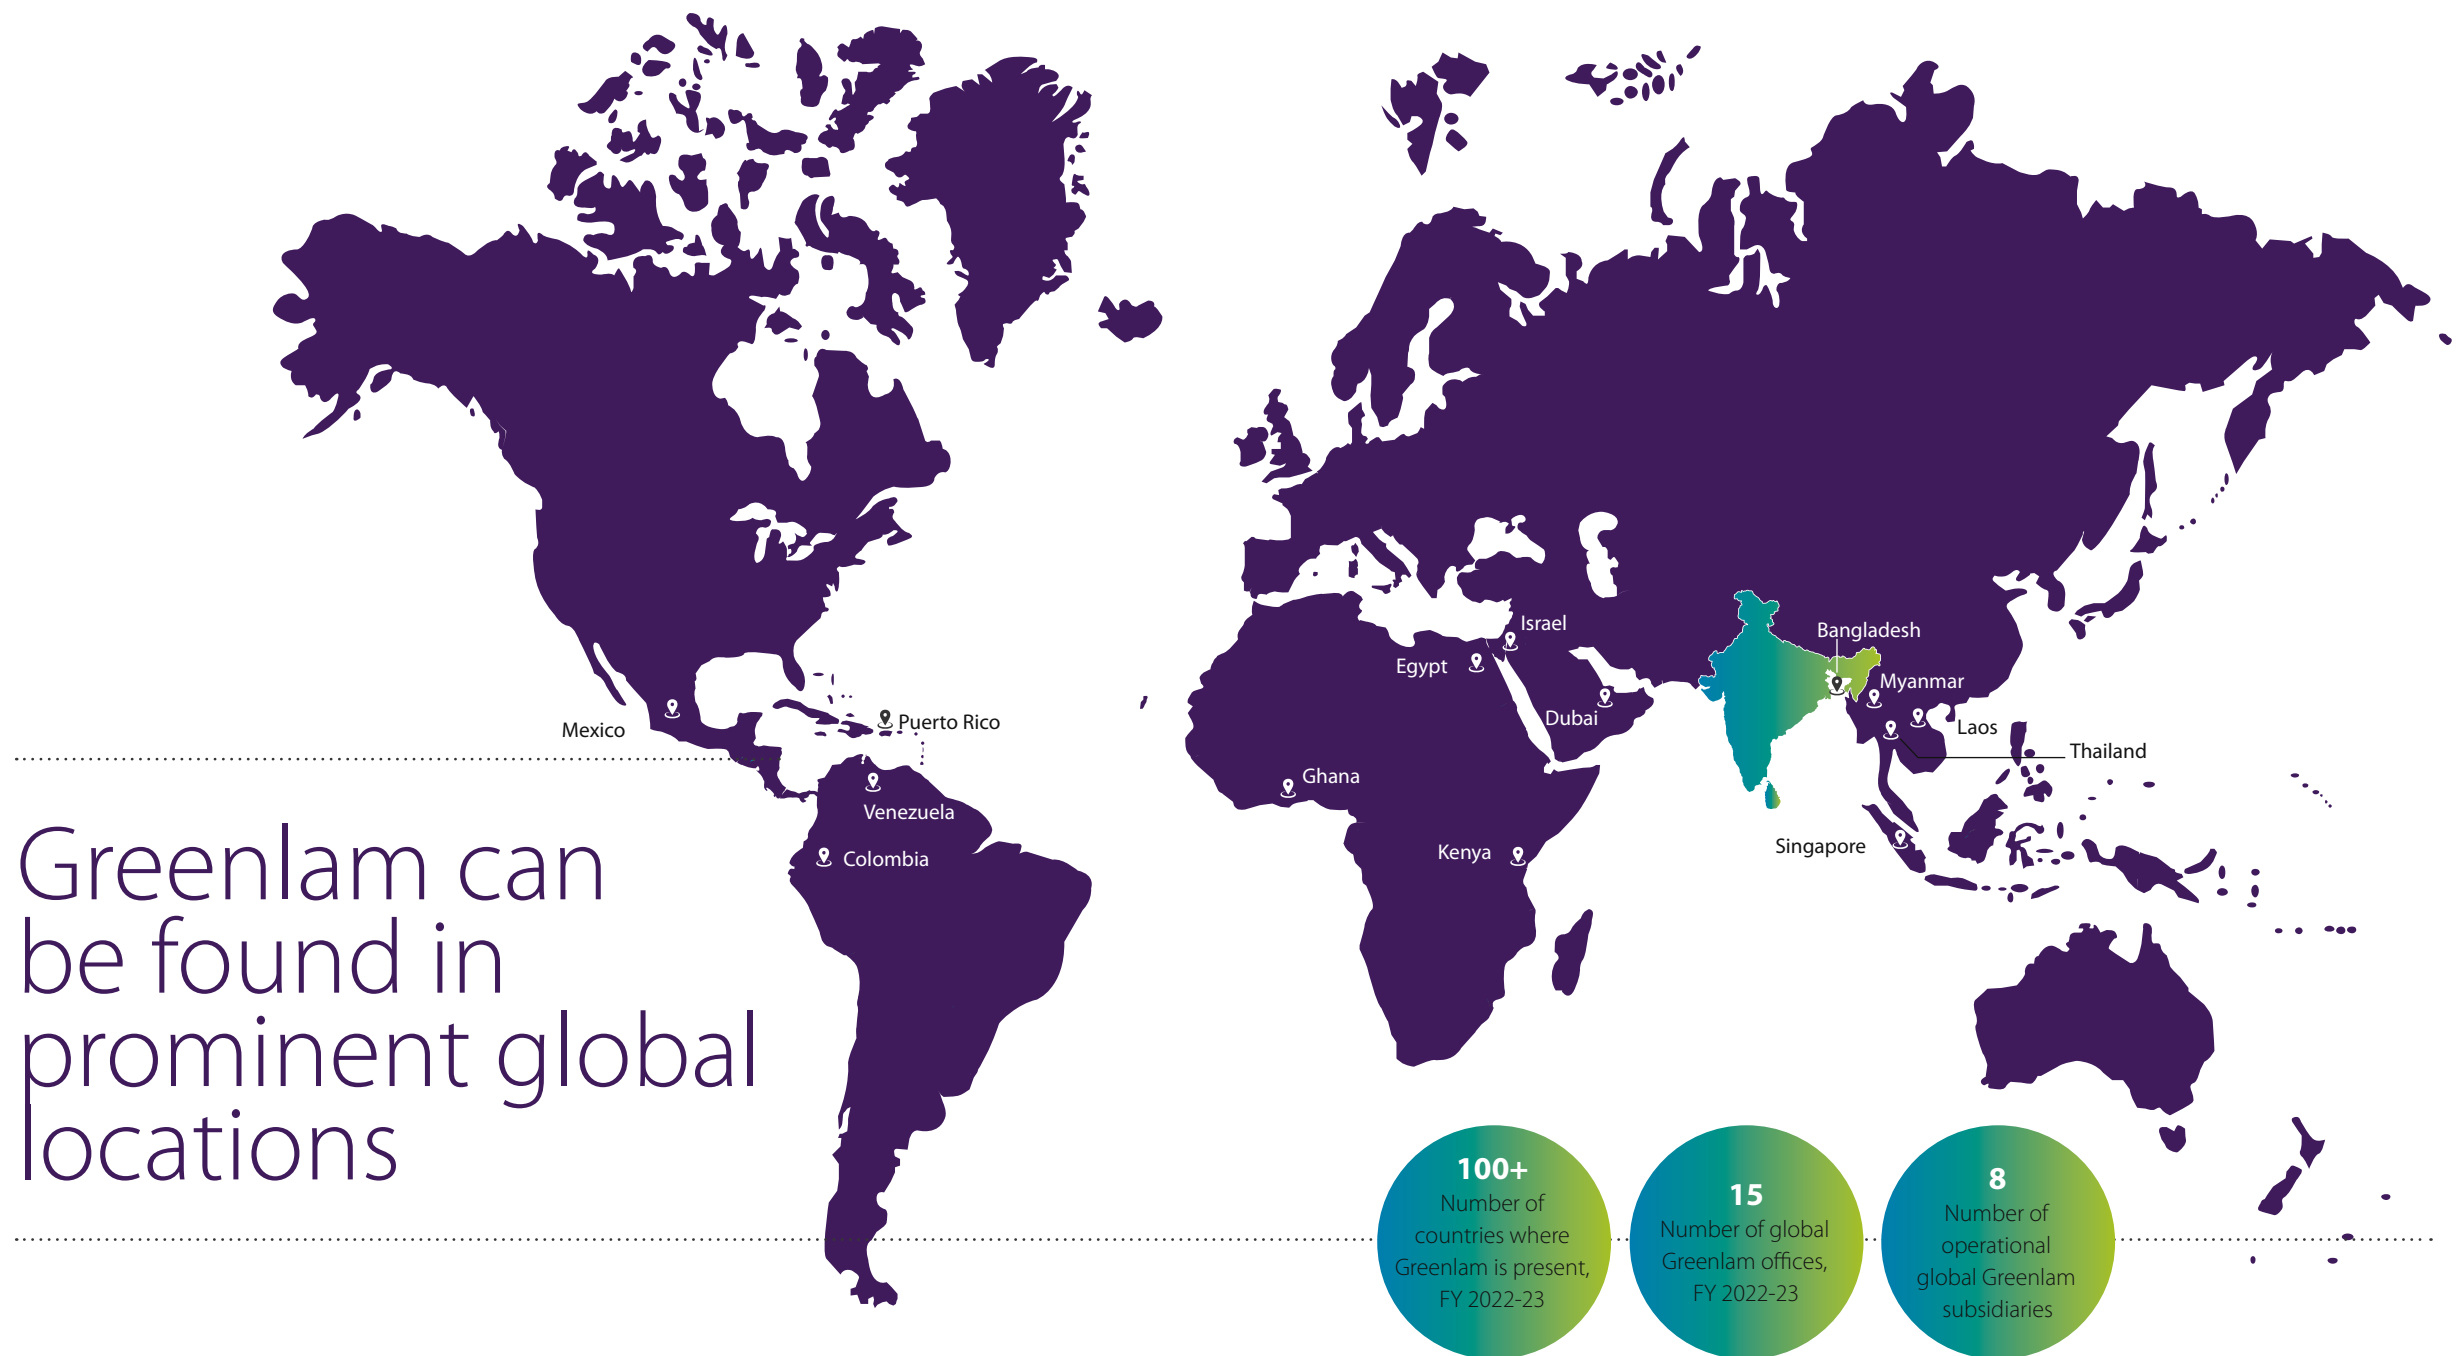 Israel
Bangladesh
Egypt
Myanmar
Dubai
Puerto Rico
Mexico
Laos
Thailand
Ghana
Venezuela
Singapore
Kenya
Colombia
Greenlam can
be found in
prominent global
locations
100+
Number of
countries where
Greenlam is present,
FY 2022-23
15
Number of global
Greenlam offices,
FY 2022-23
8
Number of
operational
global Greenlam
subsidiaries